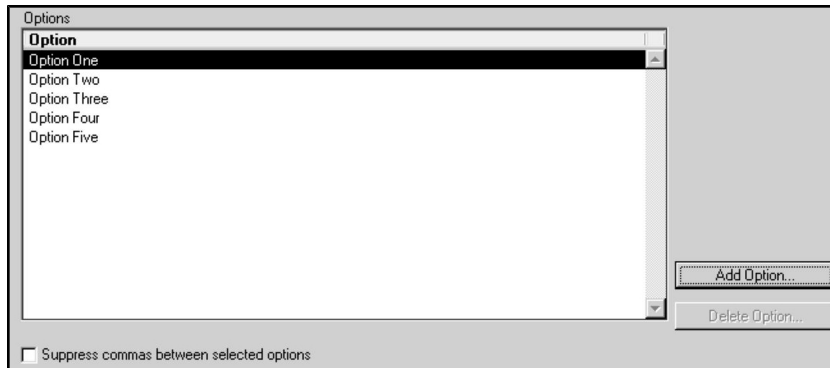 Options
Option
Option One
Option Two
Option Three
Option Four
Option Five
Add Option...
Delete Option...
Suppress commas between selected options